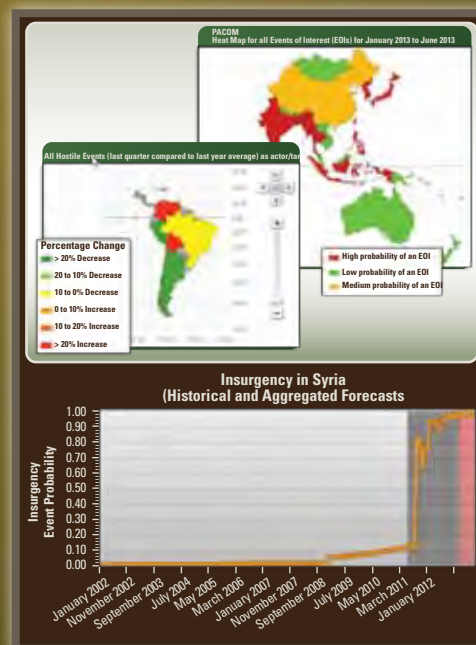 PACOM
Heat Map for all Events of Interest (EOIs) for January 2013 to June 2013
All Hostile Events (last quarter compared to last year average) as actor/tar
Percentage Change
> 20% Decrease
20 to 10% Decrease
10 to 0% Decrease
0 to 10% Increase
10 to 20% Increase
> 20% Increase
High probability of an EOI
Low probability of an EOI
Medium probability of an EOI
Insurgency in Syria
(Historical and Aggregated Forecasts
Insurgency
Event Probability
1.00
0.90
0.80
0.70
0.60
0.50
0.40
0.30
0.20
0.10
0.00
January 2002
November 2002
September 2003
July 2004
May 2005
March 2006
January 2007
November 2007
September 2008
July 2009
May 2010
March 2011
January 2012